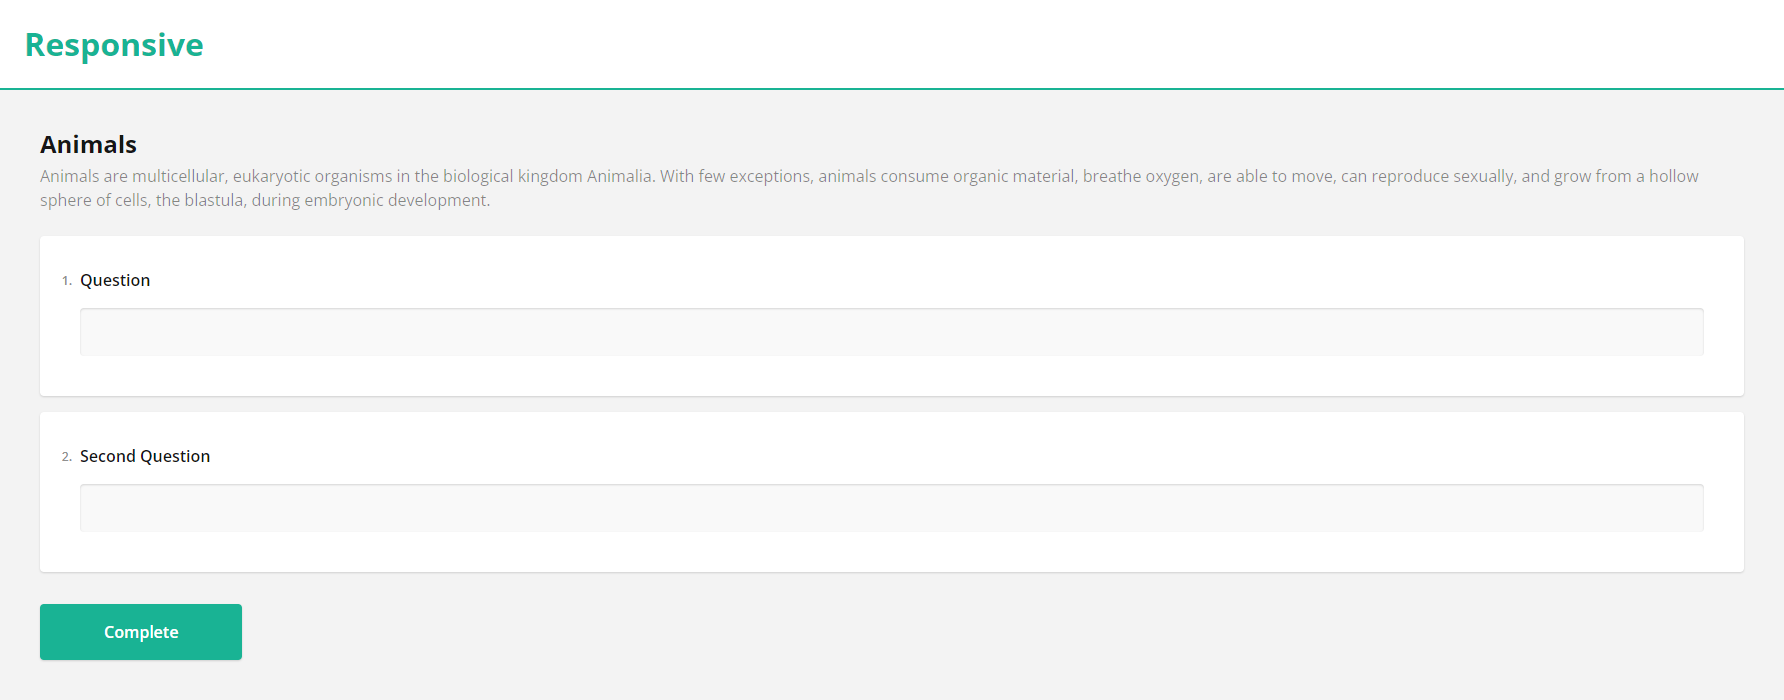 Responsive
Animals
Animals are multicellular, eukaryotic organisms in the biological kingdom Animalia. With few exceptions, animals consume organic material, breathe oxygen, are able to move, can reproduce sexually, and grow from a hollow
sphere of cells, the blastula, during embryonic development.
1. Question
2. Second Question
Complete